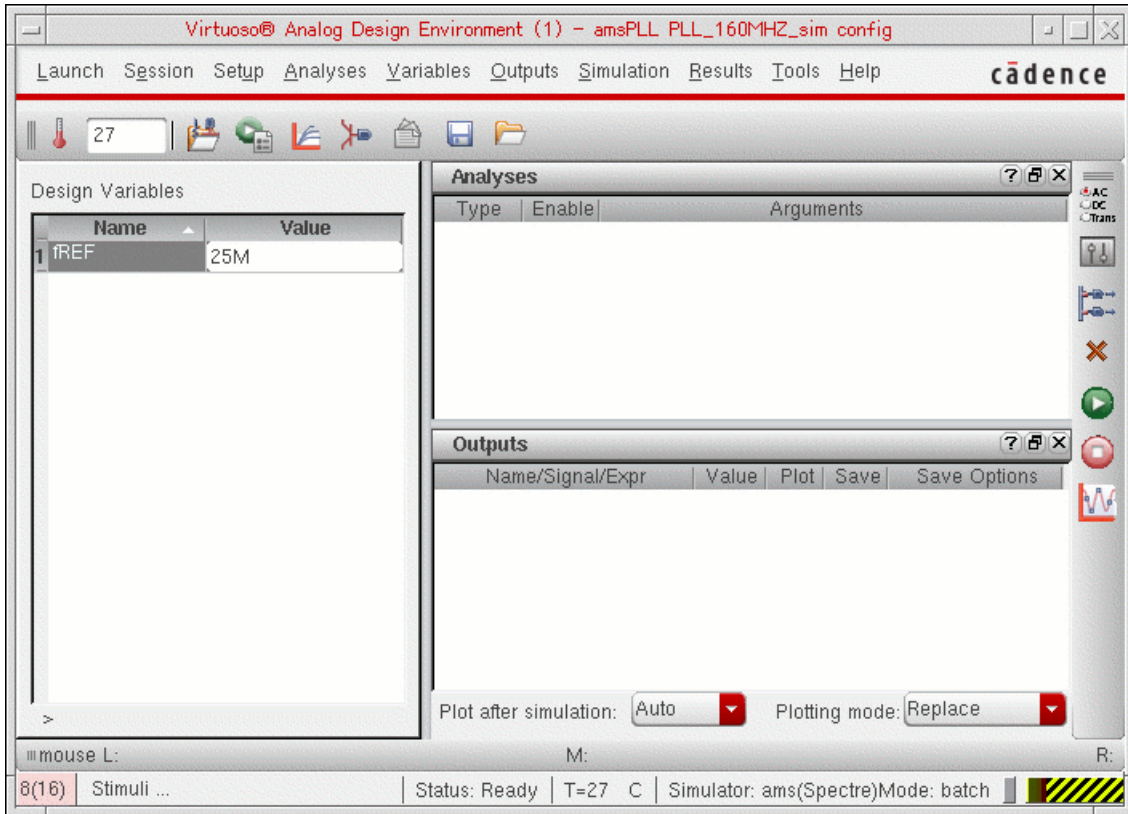 Virtuoso® Analog Design Environment (1) - amsPLL PLL_160MHZ_sim config
Launch Session Setup Analyses Variables Outputs Simulation Results Tools Help cādence
27
Design Variables
Name Value
1 fREF 25M
>
Analyses
Type Enable Arguments
AC
DC
Trans
Outputs
Name/Signal/Expr Value Plot Save Save Options
Plot after simulation: Auto Plotting mode: Replace
mouse L: M: R:
8(16) Stimuli ... Status: Ready T=27 C Simulator: ams(Spectre)Mode: batch